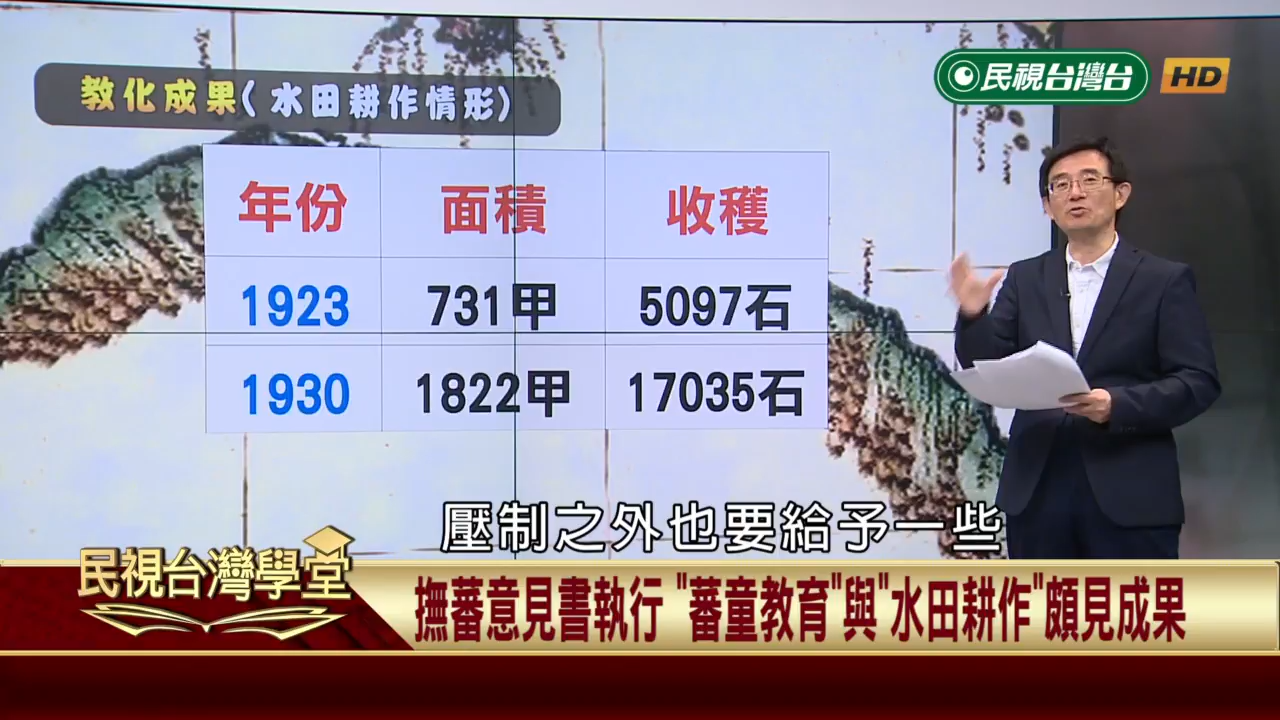 民視台灣台 HD
教化成果(水田耕作情形)
年份 面積 收穫
1923 731甲 5097石
1930 1822甲 17035石
壓制之外也要給予一些
民視台灣學堂
撫蕃意見書執行 "蕃童教育"與"水田耕作"頗見成果